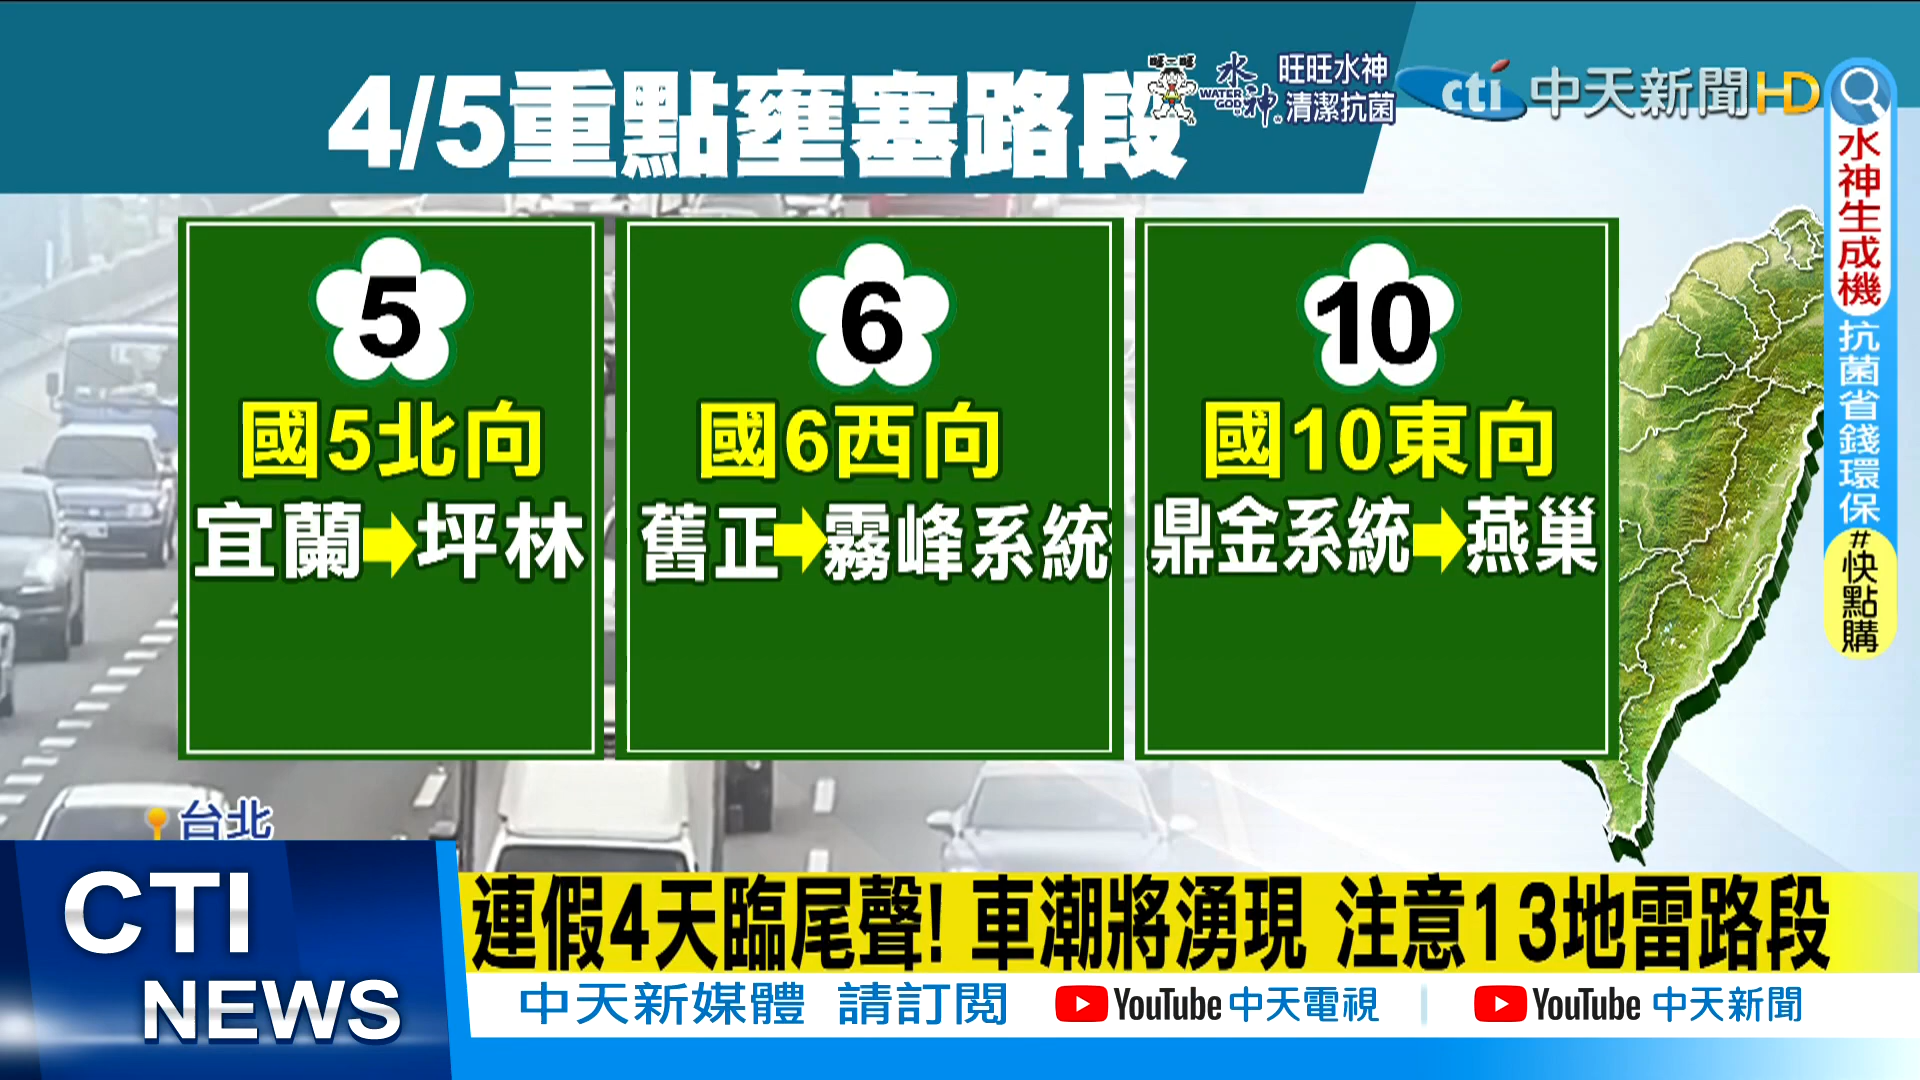 4/5重點壅塞路段
旺旺水神
WATER GOD 水神
清潔抗菌
cti 中天新聞HD
水神生成機
抗菌省錢環保
#快點購
5
國5北向
宜蘭➡坪林
6
國6西向
舊正➡霧峰系統
10
國10東向
鼎金系統➡燕巢
台北
CTI
NEWS
連假4天臨尾聲! 車潮將湧現 注意13地雷路段
中天新媒體 請訂閱 YouTube 中天電視 | YouTube 中天新聞